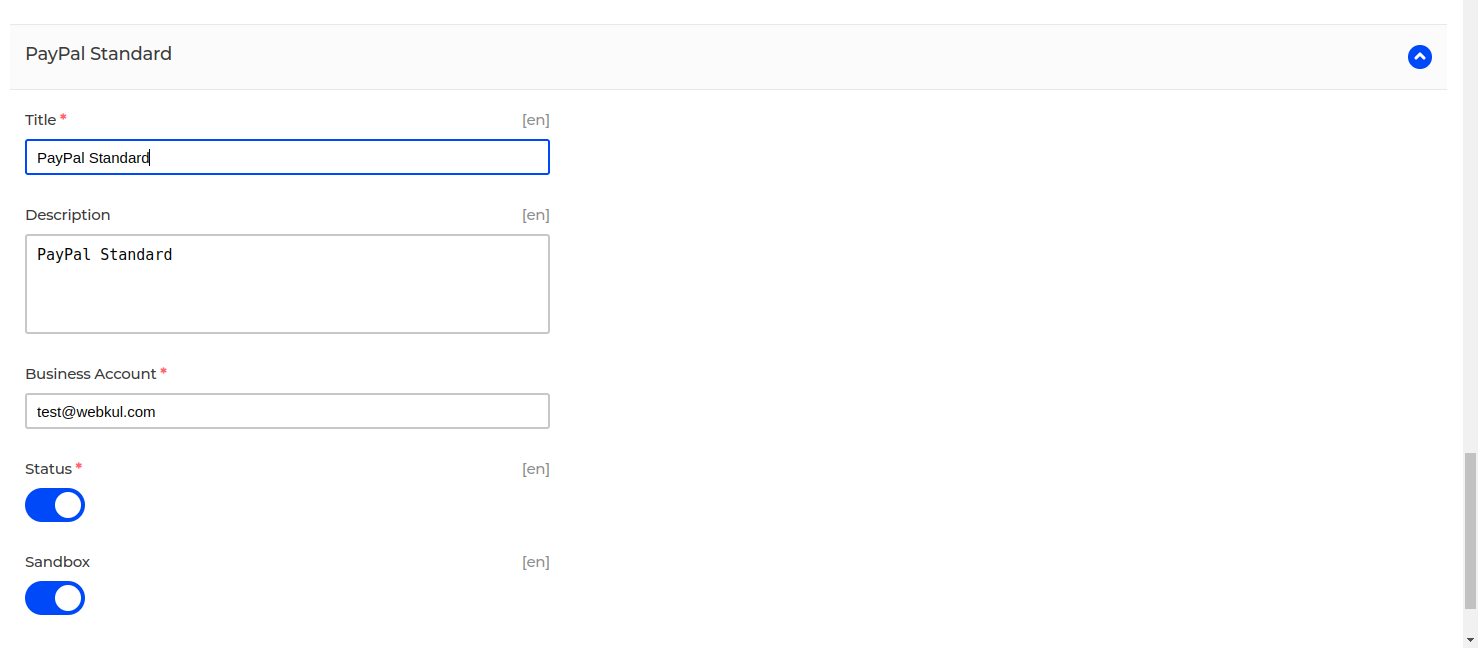 PayPal Standard
Title * [en]
PayPal Standard
Description [en]
PayPal Standard
Business Account *
test@webkul.com
Status * [en]
Sandbox [en]